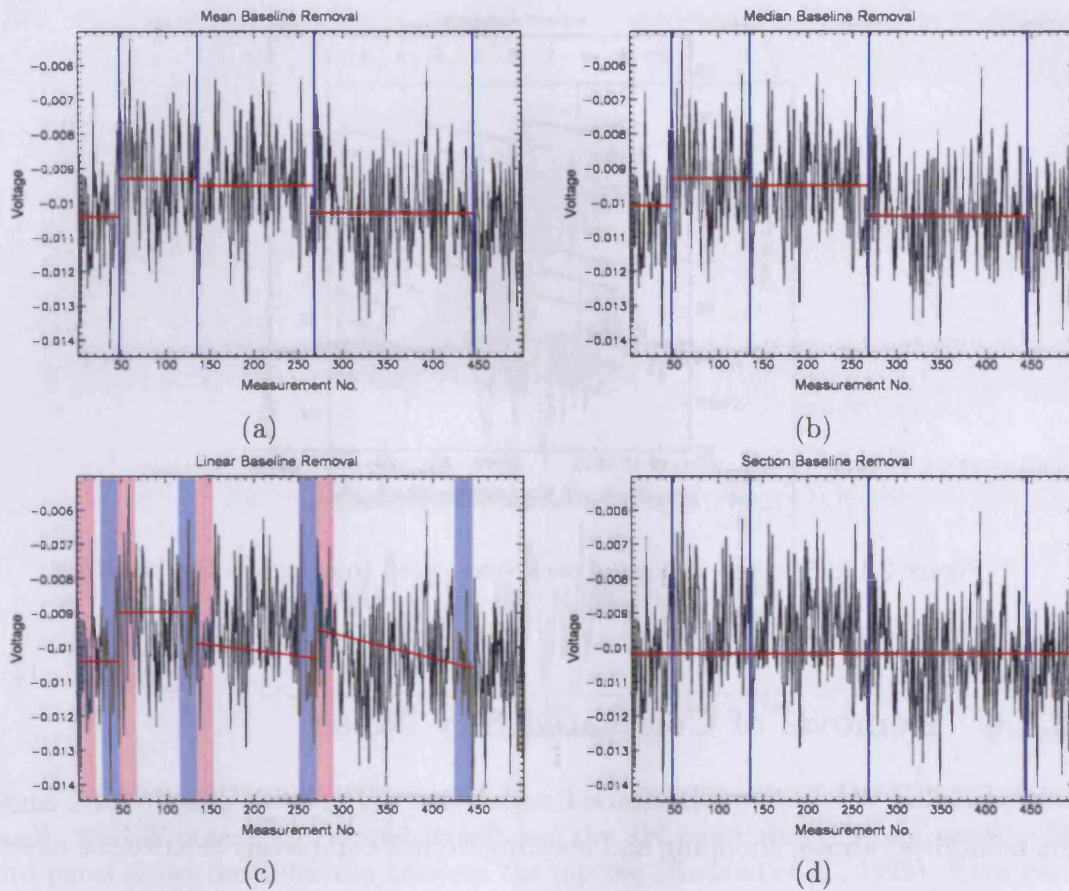 Mean Baseline Removal
Voltage
-0.006
-0.007
-0.008
-0.009
-0.01
-0.011
-0.012
-0.013
-0.014
50 100 150 200 250 300 350 400 450
Measurement No.
(a)
Median Baseline Removal
Voltage
-0.006
-0.007
-0.008
-0.009
-0.01
-0.011
-0.012
-0.013
-0.014
50 100 150 200 250 300 350 400 450
Measurement No.
(b)
Linear Baseline Removal
Voltage
-0.006
-0.007
-0.008
-0.009
-0.01
-0.011
-0.012
-0.013
-0.014
50 100 150 200 250 300 350 400 450
Measurement No.
(c)
Section Baseline Removal
Voltage
-0.006
-0.007
-0.008
-0.009
-0.01
-0.011
-0.012
-0.013
-0.014
50 100 150 200 250 300 350 400 450
Measurement No.
(d)